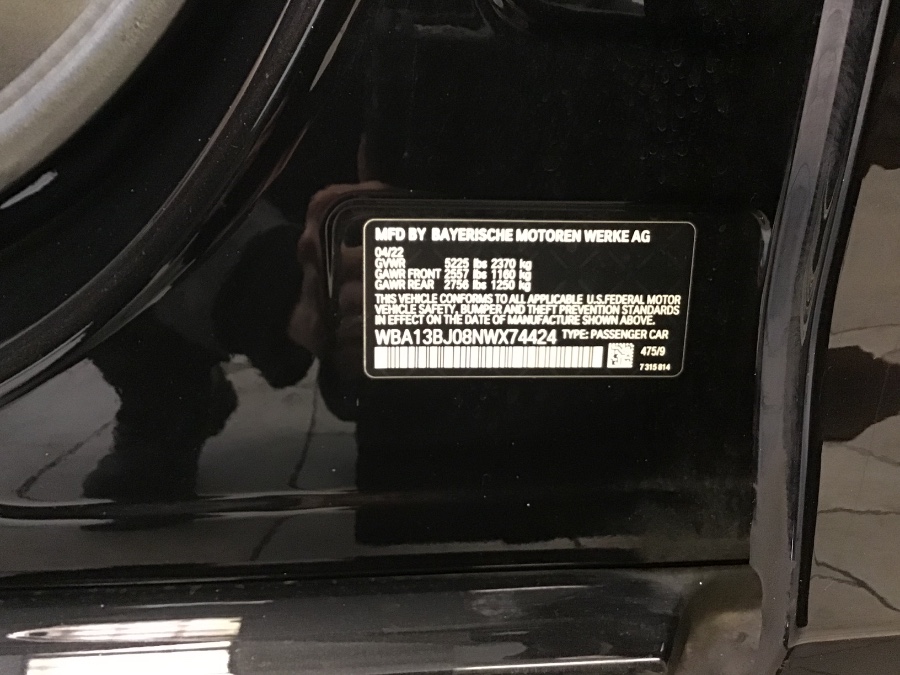 MFD BY BAYERISCHE MOTOREN WERKE AG
04/22
GVWR 5225 lbs 2370 kg
GAWR FRONT 2557 lbs 1160 kg
GAWR REAR 2756 lbs 1250 kg
THIS VEHICLE CONFORMS TO ALL APPLICABLE U.S.FEDERAL MOTOR
VEHICLE SAFETY, BUMPER AND THEFT PREVENTION STANDARDS
IN EFFECT ON THE DATE OF MANUFACTURE SHOWN ABOVE.
WBA13BJ08NWX74424 TYPE: PASSENGER CAR
475/9
7 315 814